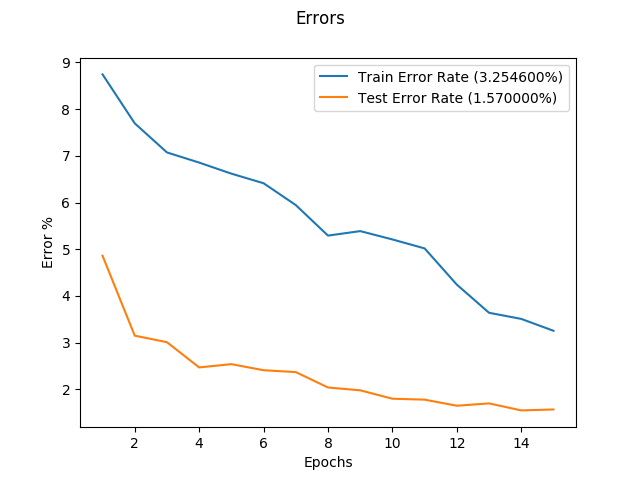 Errors
9
8
7
6
5
4
3
2
Error %
Train Error Rate (3.254600%)
Test Error Rate (1.570000%)
2 4 6 8 10 12 14
Epochs